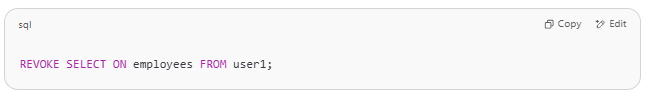 sql
Copy
Edit
REVOKE SELECT ON employees FROM user1;